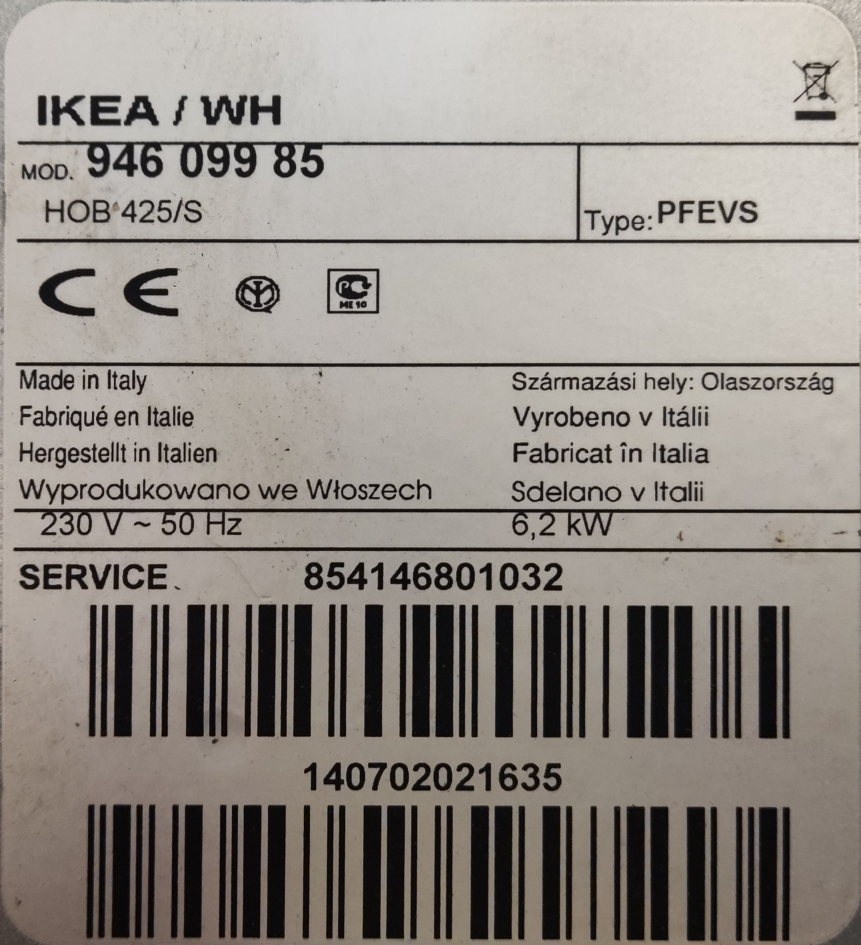 IKEA / WH
MOD. 946 099 85
HOB 425/S
Type: PFEVS
CE
ME 10
Made in Italy
Fabriqué en Italie
Hergestellt in Italien
Wyprodukowano we Włoszech
Származási hely: Olaszország
Vyrobeno v Itálii
Fabricat în Italia
Sdelano v Italii
230 V ~ 50 Hz
6,2 kW
SERVICE
854146801032
140702021635